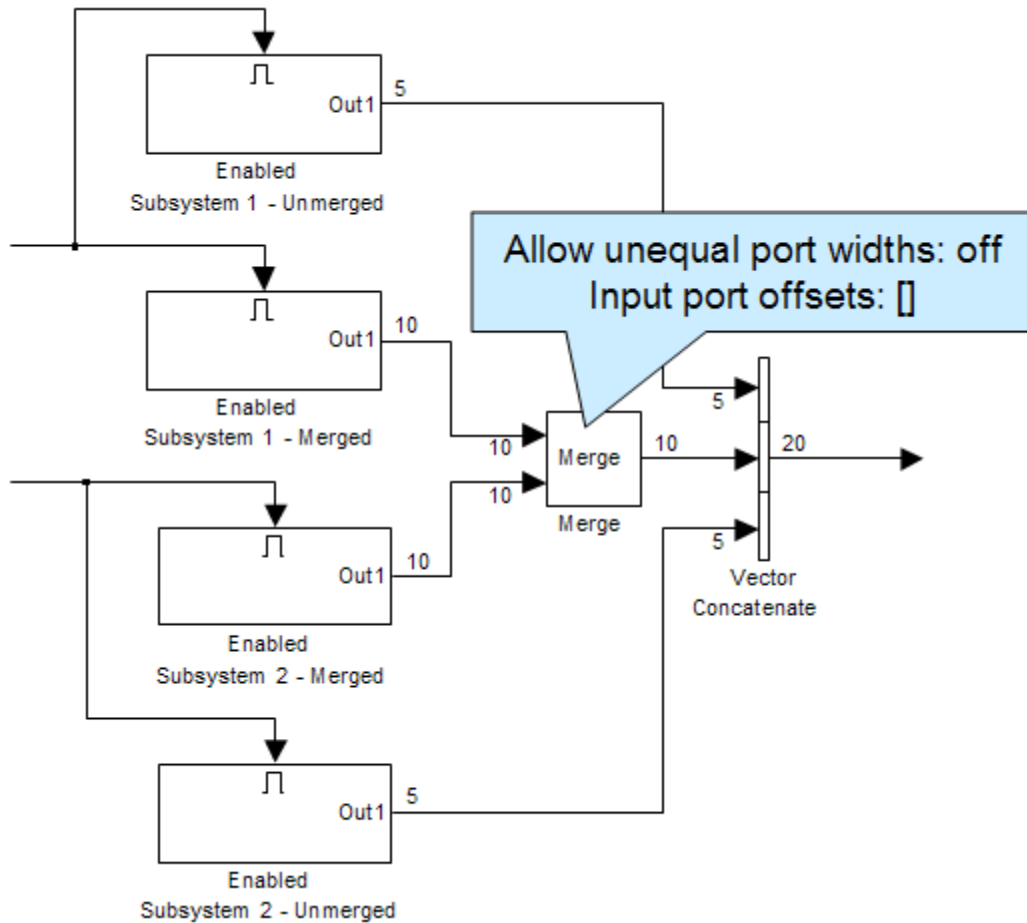 Out1
5
Enabled
Subsystem 1 - Unmerged
Allow unequal port widths: off
Input port offsets: []
Out1
10
Enabled
Subsystem 1 - Merged
5
10
Merge
10
20
10
Merge
Out1
10
5
Vector
Concatenate
Enabled
Subsystem 2 - Merged
Out1
5
Enabled
Subsystem 2 - Unmerged